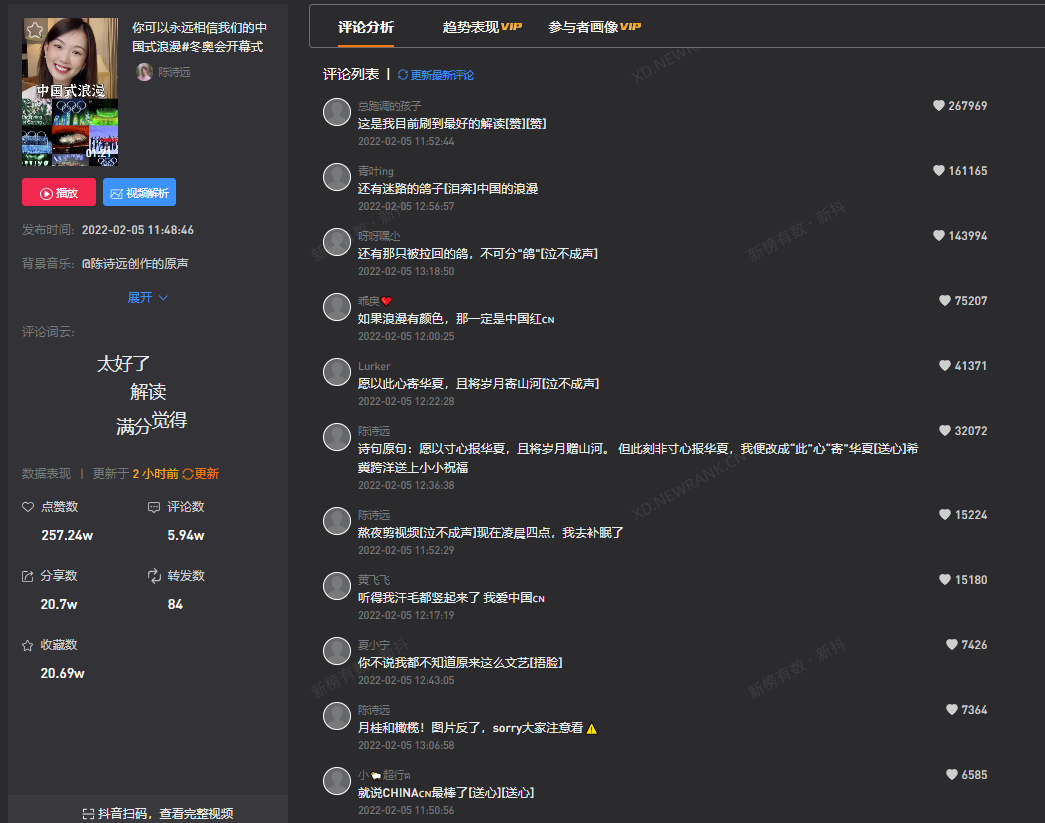 你可以永远相信我们的中
国式浪漫#冬奥会开幕式
陈诗远
中国式浪漫
01:21
播放
视频解析
发布时间: 2022-02-05 11:48:46
背景音乐: @陈诗远创作的原声
展开
评论词云:
太好了
解读
满分觉得
数据表现 | 更新于 2 小时前 更新
点赞数 评论数
257.24w 5.94w
分享数 转发数
20.7w 84
收藏数
20.69w
抖音扫码，查看完整视频
评论分析 趋势表现VIP 参与者画像VIP
评论列表 | 更新最新评论
总跑调的孩子
这是我目前刷到最好的解读[赞][赞] 267969
2022-02-05 11:52:44
青叶ing
还有迷路的鸽子[泪奔]中国的浪漫 161165
2022-02-05 12:56:57
呀呀嘿尐
还有那只被拉回的鸽，不可分"鸽"[泣不成声] 143994
2022-02-05 13:18:50
乖戾❤️
如果浪漫有颜色，那一定是中国红CN 75207
2022-02-05 12:00:25
Lurker
愿以此心寄华夏，且将岁月寄山河[泣不成声] 41371
2022-02-05 12:22:28
陈诗远
诗句原句：愿以寸心报华夏，且将岁月赠山河。 但此刻非寸心报华夏，我便改成“此”心“寄”华夏[送心]希 32072
冀跨洋送上小小祝福
2022-02-05 12:36:38
陈诗远
熬夜剪视频[泣不成声]现在凌晨四点，我去补眠了 15224
2022-02-05 11:52:29
黄飞飞
听得我汗毛都竖起来了 我爱中国CN 15180
2022-02-05 12:17:19
夏小宁
你不说我都不知道原来这么文艺[捂脸] 7426
2022-02-05 12:43:05
陈诗远
月桂和橄榄！图片反了，sorry大家注意看⚠️ 7364
2022-02-05 13:06:58
小🐑超行
就说CHINACN最棒了[送心][送心] 6585
2022-02-05 11:50:56
XD.NEWRANK.CN
新榜有数 · 新抖